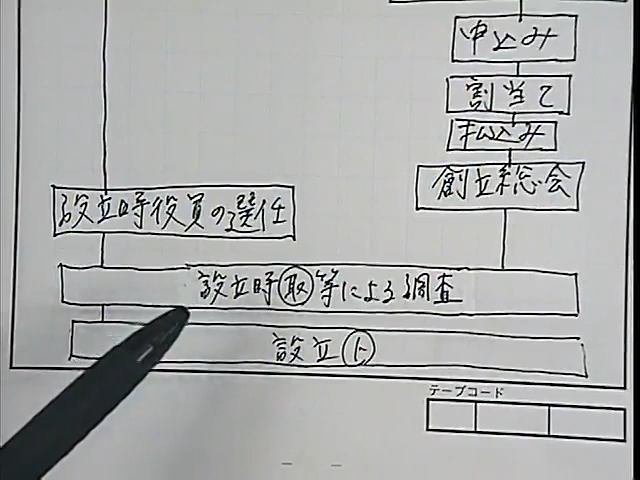 申込み
割当て
払込み
創立総会
設立時役員の選任
設立時取等による調査
設立ト
テープコード